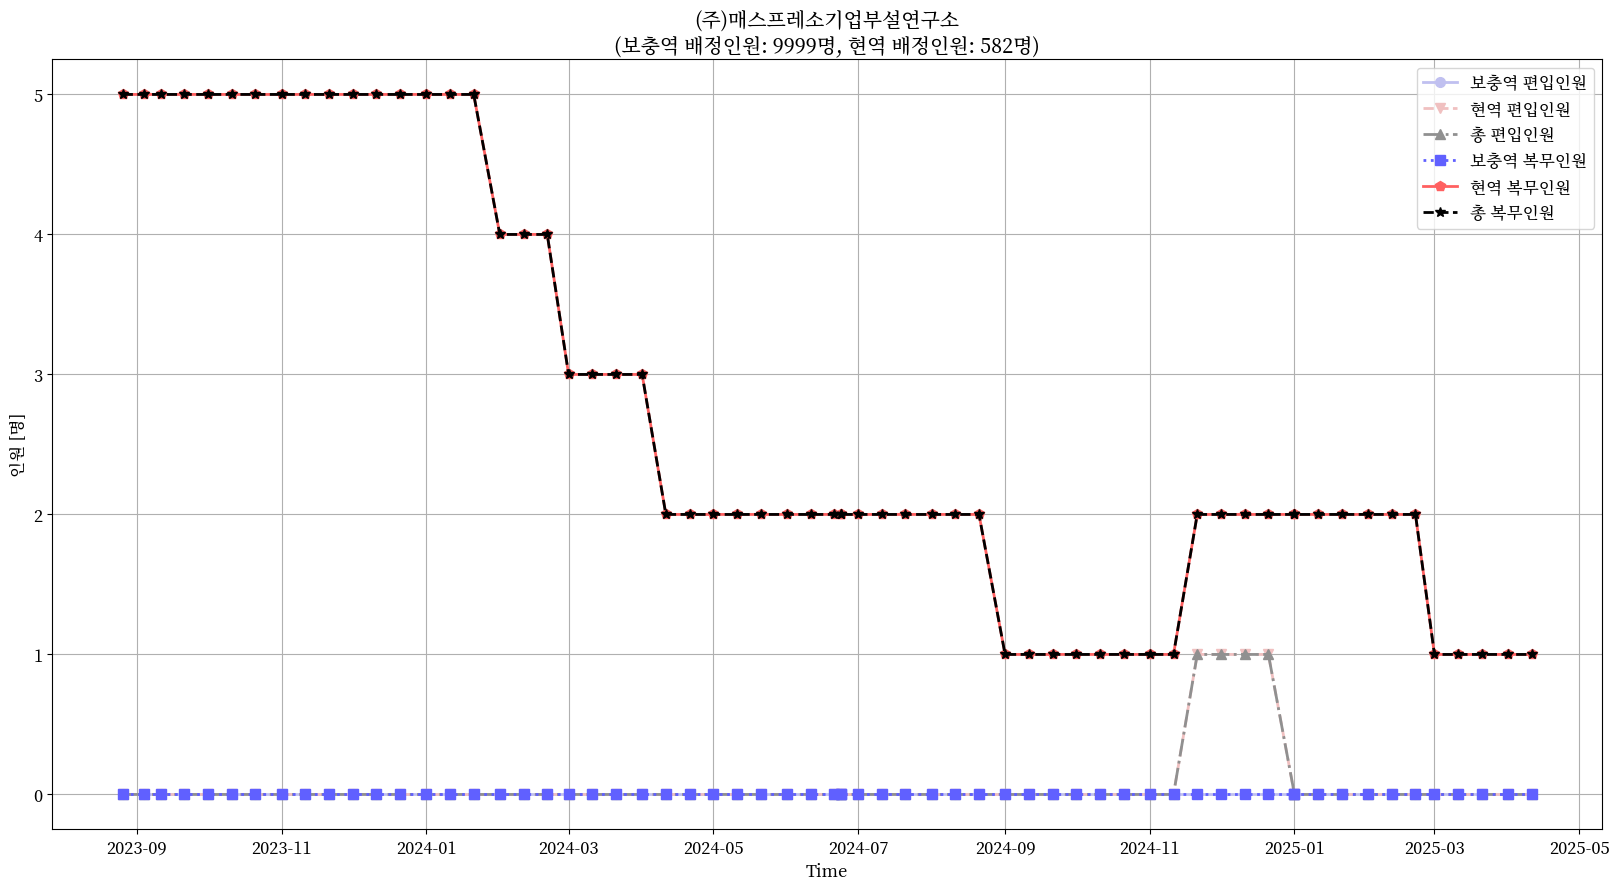 (주)매스프레소기업부설연구소
(보충역 배정인원: 9999명, 현역 배정인원: 582명)
보충역 편입인원
현역 편입인원
총 편입인원
보충역 복무인원
현역 복무인원
총 복무인원
인원 [명]
5
4
3
2
1
0
2023-09
2023-11
2024-01
2024-03
2024-05
2024-07
2024-09
2024-11
2025-01
2025-03
2025-05
Time